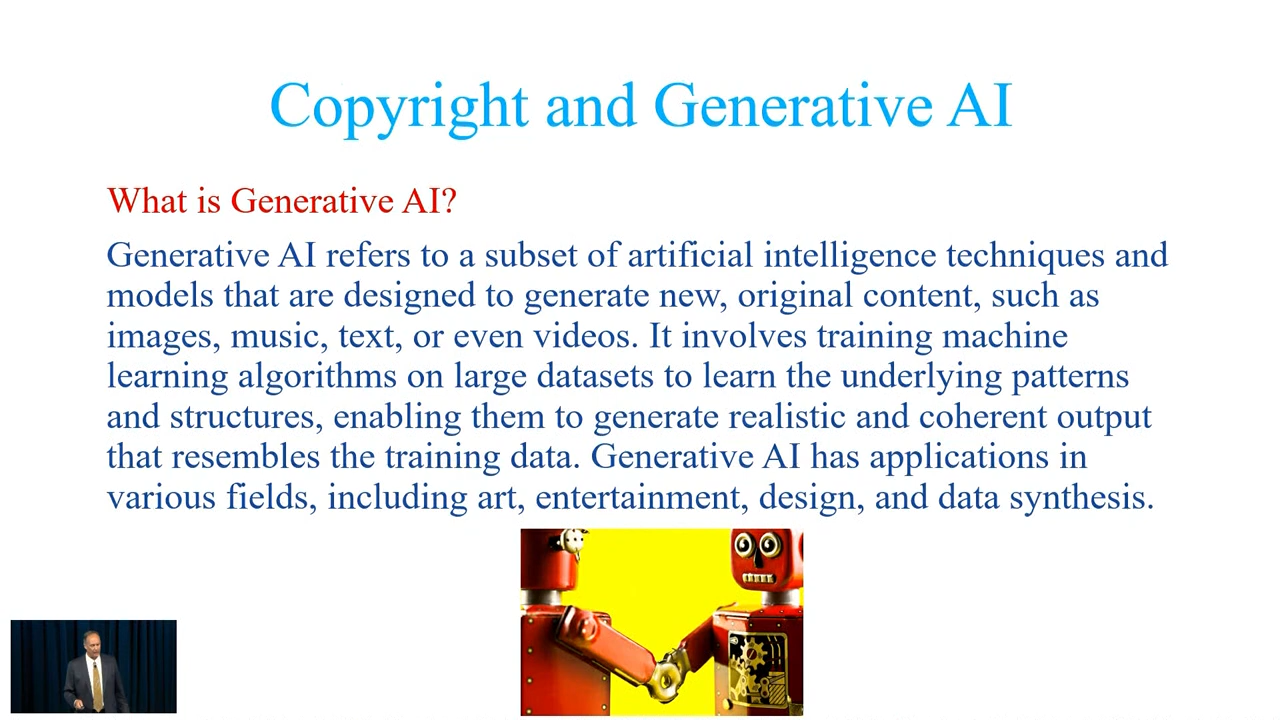 Copyright and Generative AI
What is Generative AI?
Generative AI refers to a subset of artificial intelligence techniques and
models that are designed to generate new, original content, such as
images, music, text, or even videos. It involves training machine
learning algorithms on large datasets to learn the underlying patterns
and structures, enabling them to generate realistic and coherent output
that resembles the training data. Generative AI has applications in
various fields, including art, entertainment, design, and data synthesis.